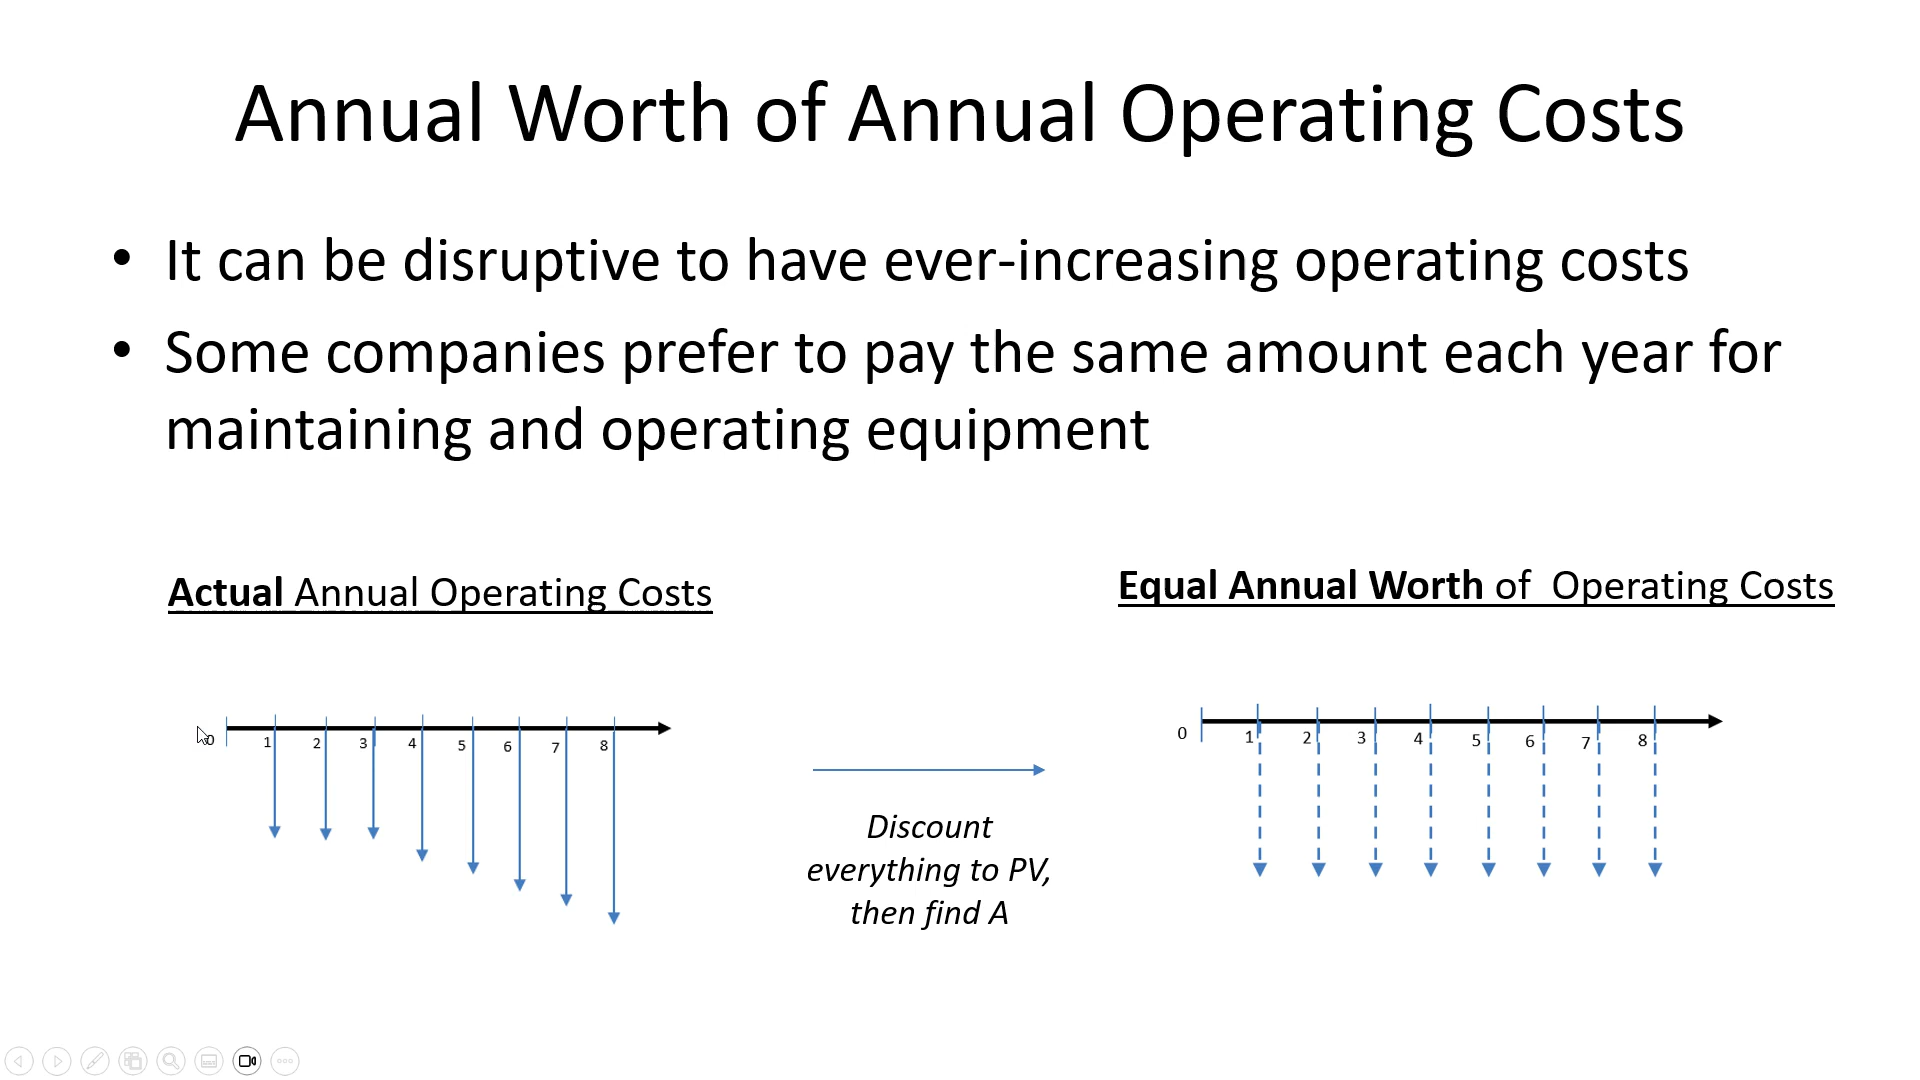 Annual Worth of Annual Operating Costs
• It can be disruptive to have ever-increasing operating costs
• Some companies prefer to pay the same amount each year for
maintaining and operating equipment
Actual Annual Operating Costs
Equal Annual Worth of  Operating Costs
0 1 2 3 4 5 6 7 8
0 1 2 3 4 5 6 7 8
Discount
everything to PV,
then find A